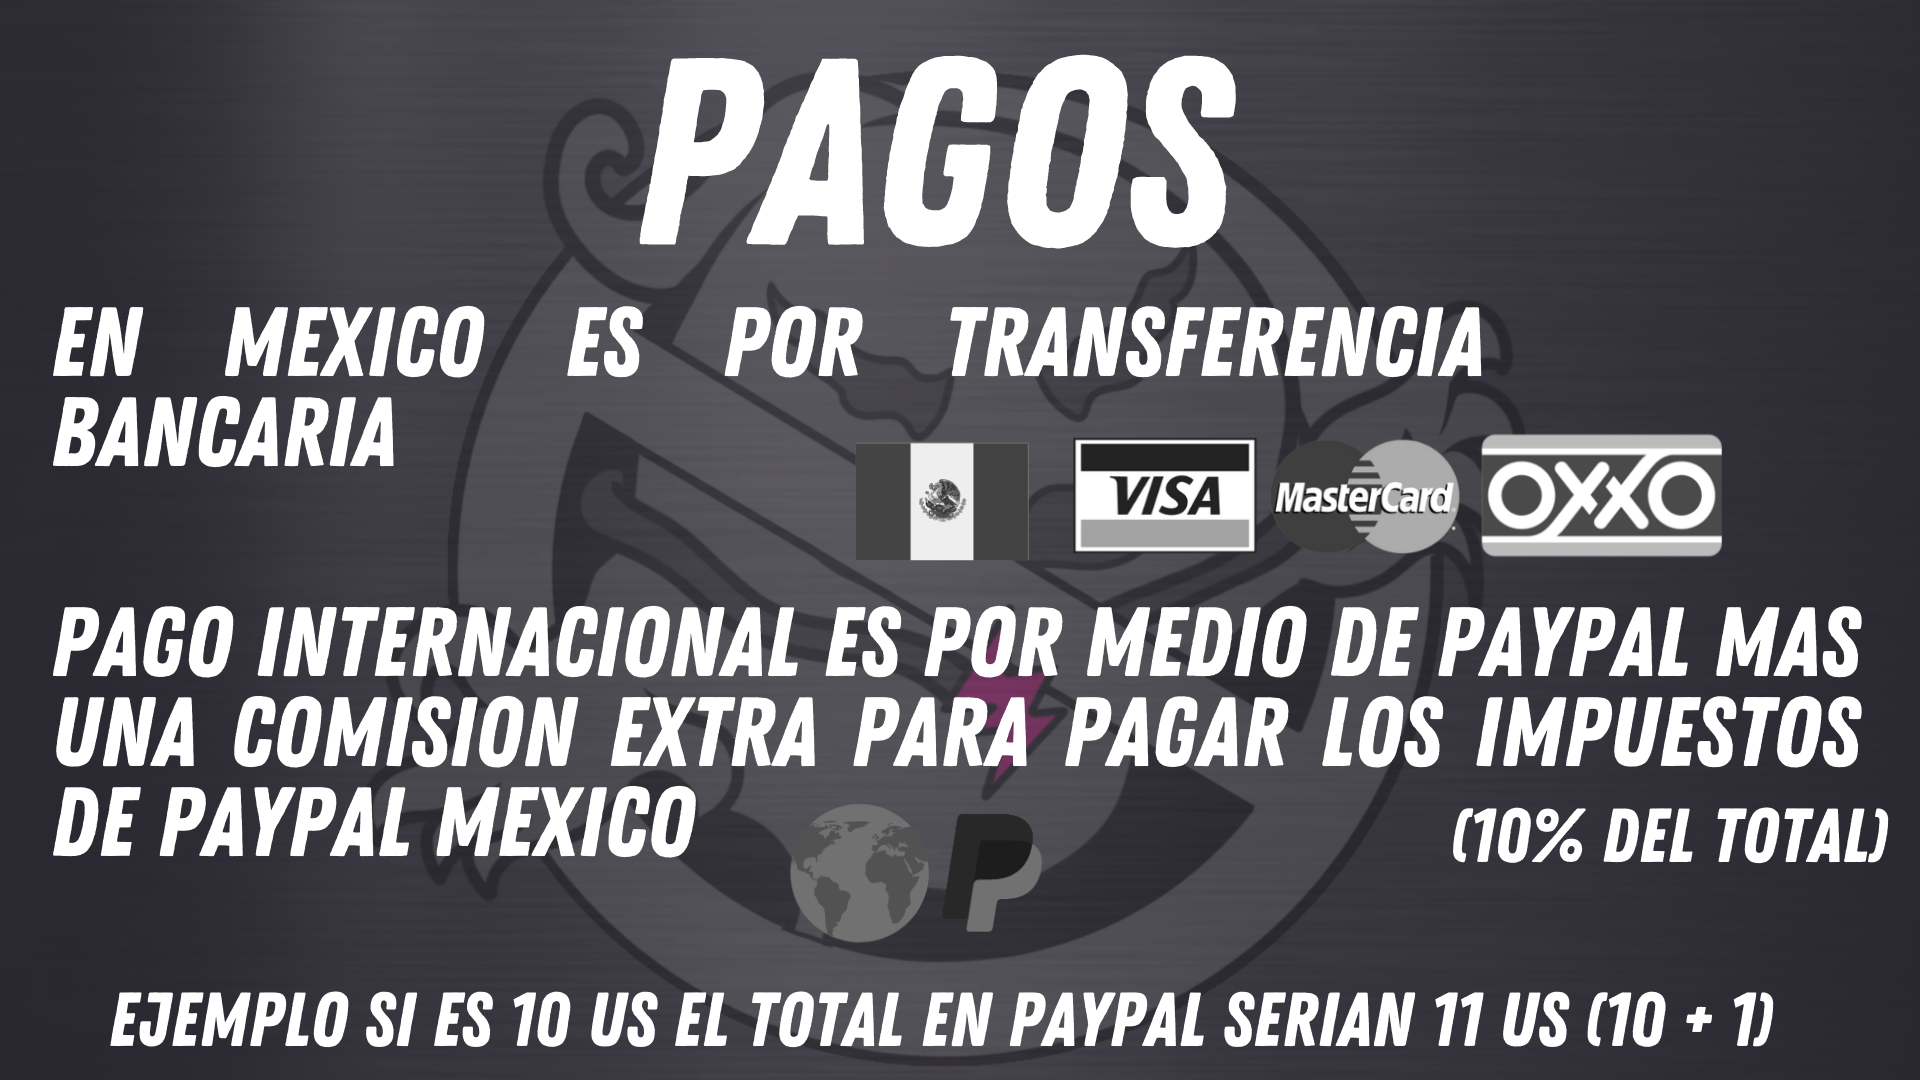 PAGOS
EN MEXICO ES POR TRANSFERENCIA
BANCARIA
VISA
MasterCard
OXXO
PAGO INTERNACIONAL ES POR MEDIO DE PAYPAL MAS
UNA COMISION EXTRA PARA PAGAR LOS IMPUESTOS
DE PAYPAL MEXICO
(10% DEL TOTAL)
EJEMPLO SI ES 10 US EL TOTAL EN PAYPAL SERIAN 11 US (10 + 1)